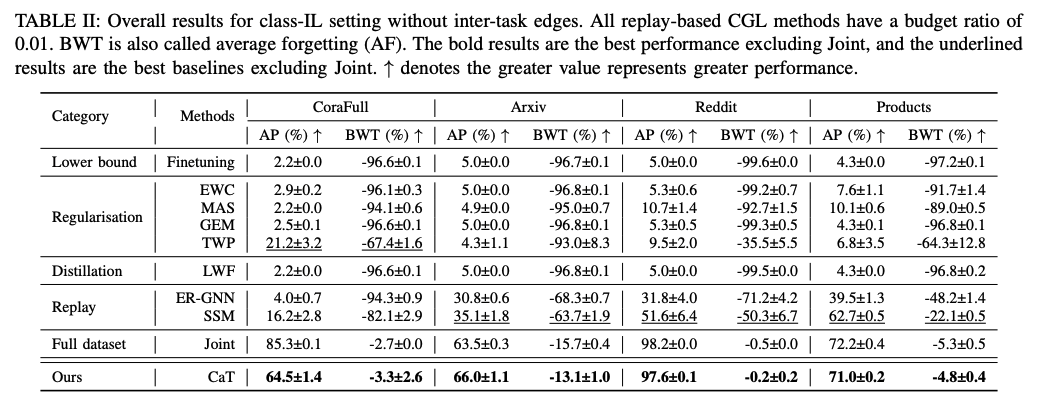 TABLE II: Overall results for class-IL setting without inter-task edges. All replay-based CGL methods have a budget ratio of
0.01. BWT is also called average forgetting (AF). The bold results are the best performance excluding Joint, and the underlined
results are the best baselines excluding Joint. ↑ denotes the greater value represents greater performance.
Category Methods CoraFull Arxiv Reddit Products
AP (%) ↑ BWT (%) ↑ AP (%) ↑ BWT (%) ↑ AP (%) ↑ BWT (%) ↑ AP (%) ↑ BWT (%) ↑
Lower bound Finetuning 2.2±0.0 -96.6±0.1 5.0±0.0 -96.7±0.1 5.0±0.0 -99.6±0.0 4.3±0.0 -97.2±0.1
Regularisation
EWC 2.9±0.2 -96.1±0.3 5.0±0.0 -96.8±0.1 5.3±0.6 -99.2±0.7 7.6±1.1 -91.7±1.4
MAS 2.2±0.0 -94.1±0.6 4.9±0.0 -95.0±0.7 10.7±1.4 -92.7±1.5 10.1±0.6 -89.0±0.5
GEM 2.5±0.1 -96.6±0.1 5.0±0.0 -96.8±0.1 5.3±0.5 -99.3±0.5 4.3±0.1 -96.8±0.1
TWP 21.2±3.2 -67.4±1.6 4.3±1.1 -93.0±8.3 9.5±2.0 -35.5±5.5 6.8±3.5 -64.3±12.8
Distillation LWF 2.2±0.0 -96.6±0.1 5.0±0.0 -96.8±0.1 5.0±0.0 -99.5±0.0 4.3±0.0 -96.8±0.2
Replay
ER-GNN 4.0±0.7 -94.3±0.9 30.8±0.6 -68.3±0.7 31.8±4.0 -71.2±4.2 39.5±1.3 -48.2±1.4
SSM 16.2±2.8 -82.1±2.9 35.1±1.8 -63.7±1.9 51.6±6.4 -50.3±6.7 62.7±0.5 -22.1±0.5
Full dataset Joint 85.3±0.1 -2.7±0.0 63.5±0.3 -15.7±0.4 98.2±0.0 -0.5±0.0 72.2±0.4 -5.3±0.5
Ours CaT 64.5±1.4 -3.3±2.6 66.0±1.1 -13.1±1.0 97.6±0.1 -0.2±0.2 71.0±0.2 -4.8±0.4